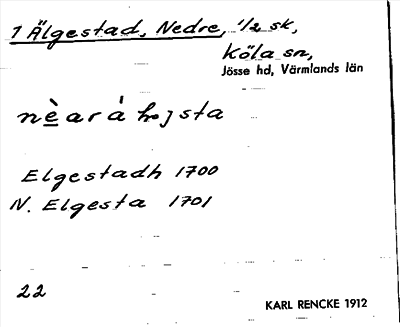 1 Älgestad, Nedre, 1/2 sk,
Köla sn,
Jösse hd, Värmlands län
Elgestadh 1700
N. Elgesta 1701
22
KARL RENCKE 1912